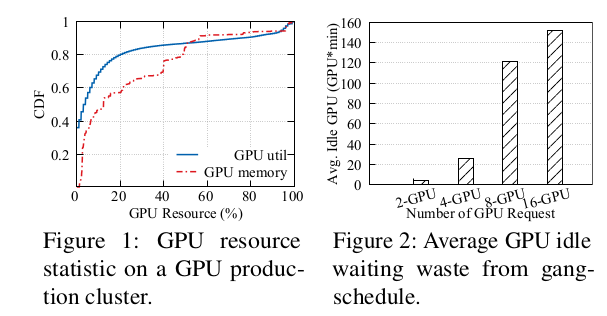 1
0.8
0.6
0.4
0.2
CDF
0 20 40 60 80 100
GPU Resource (%)
GPU util
GPU memory
Figure 1: GPU resource
statistic on a GPU produc-
tion cluster.
160
140
120
100
80
60
40
20
0
Avg. Idle GPU (GPU*min)
2-GPU 4-GPU 8-GPU 16-GPU
Number of GPU Request
Figure 2: Average GPU idle
waiting waste from gang-
schedule.